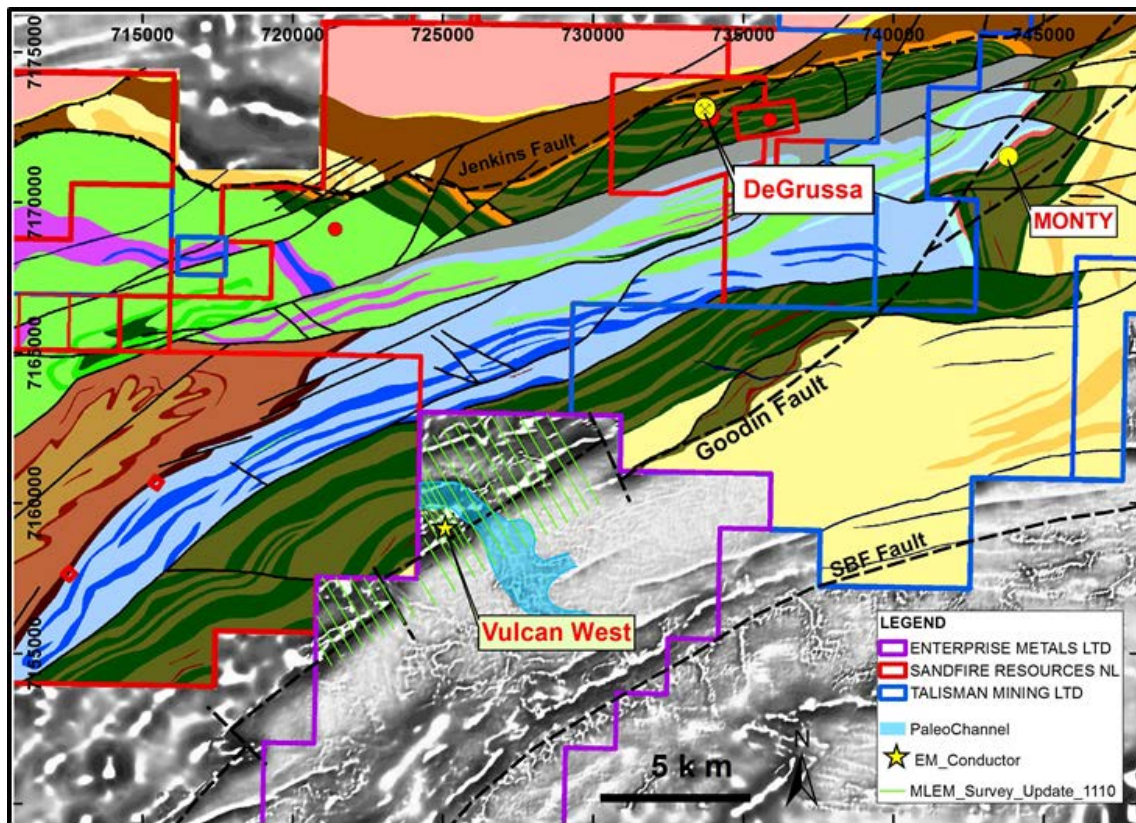 715000 720000 725000 730000 735000 740000 745000
7175000
7170000
7165000
7160000
7155000
Jenkins Fault
DeGrussa
MONTY
Goodin Fault
SBF Fault
Vulcan West
5 km
N
LEGEND
ENTERPRISE METALS LTD
SANDFIRE RESOURCES NL
TALISMAN MINING LTD
PaleoChannel
EM_Conductor
MLEM_Survey_Update_1110